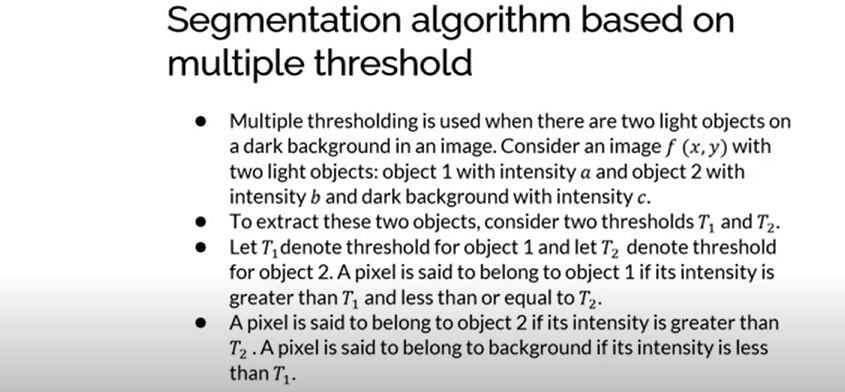 Segmentation algorithm based on
multiple threshold
● Multiple thresholding is used when there are two light objects on
a dark background in an image. Consider an image f (x, y) with
two light objects: object 1 with intensity a and object 2 with
intensity b and dark background with intensity c.
● To extract these two objects, consider two thresholds T₁ and T₂.
● Let T₁ denote threshold for object 1 and let T₂ denote threshold
for object 2. A pixel is said to belong to object 1 if its intensity is
greater than T₁ and less than or equal to T₂.
● A pixel is said to belong to object 2 if its intensity is greater than
T₂ . A pixel is said to belong to background if its intensity is less
than T₁.